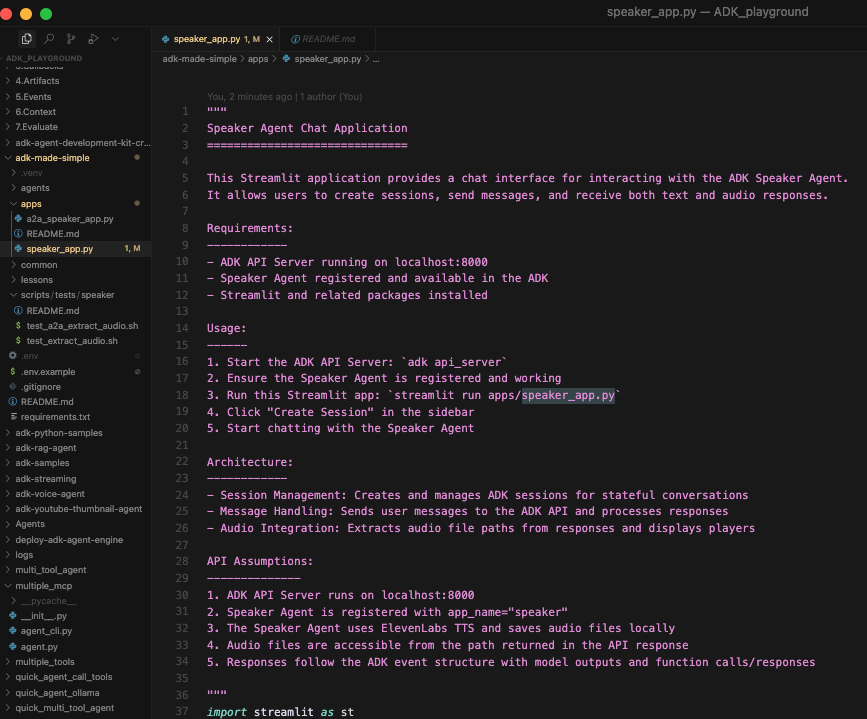 speaker_app.py — ADK_playground
speaker_app.py 1, M
README.md
ADK_PLAYGROUND
adk-made-simple > apps > speaker_app.py > ...
3.Callbacks
4.Artifacts
5.Events
6.Context
7.Evaluate
adk-agent-development-kit-cr...
adk-made-simple
.venv
agents
apps
a2a_speaker_app.py
README.md
speaker_app.py 1, M
common
lessons
scripts/tests/speaker
README.md
$ test_a2a_extract_audio.sh
$ test_extract_audio.sh
.env
$ .env.example
.gitignore
README.md
requirements.txt
adk-python-samples
adk-rag-agent
adk-samples
adk-streaming
adk-voice-agent
adk-youtube-thumbnail-agent
Agents
deploy-adk-agent-engine
logs
multi_tool_agent
multiple_mcp
__pycache__
__init__.py
agent_cli.py
agent.py
multiple_tools
quick_agent_call_tools
quick_agent_ollama
quick_multi_tool_agent
You, 2 minutes ago | 1 author (You)
1 """
2 Speaker Agent Chat Application
3 ==============================
4
5 This Streamlit application provides a chat interface for interacting with the ADK Speaker Agent.
6 It allows users to create sessions, send messages, and receive both text and audio responses.
7
8 Requirements:
9 ------------
10 - ADK API Server running on localhost:8000
11 - Speaker Agent registered and available in the ADK
12 - Streamlit and related packages installed
13
14 Usage:
15 ------
16 1. Start the ADK API Server: `adk api_server`
17 2. Ensure the Speaker Agent is registered and working
18 3. Run this Streamlit app: `streamlit run apps/speaker_app.py`
19 4. Click "Create Session" in the sidebar
20 5. Start chatting with the Speaker Agent
21
22 Architecture:
23 ------------
24 - Session Management: Creates and manages ADK sessions for stateful conversations
25 - Message Handling: Sends user messages to the ADK API and processes responses
26 - Audio Integration: Extracts audio file paths from responses and displays players
27
28 API Assumptions:
29 --------------
30 1. ADK API Server runs on localhost:8000
31 2. Speaker Agent is registered with app_name="speaker"
32 3. The Speaker Agent uses ElevenLabs TTS and saves audio files locally
33 4. Audio files are accessible from the path returned in the API response
34 5. Responses follow the ADK event structure with model outputs and function calls/responses
35
36 """
37 import streamlit as st